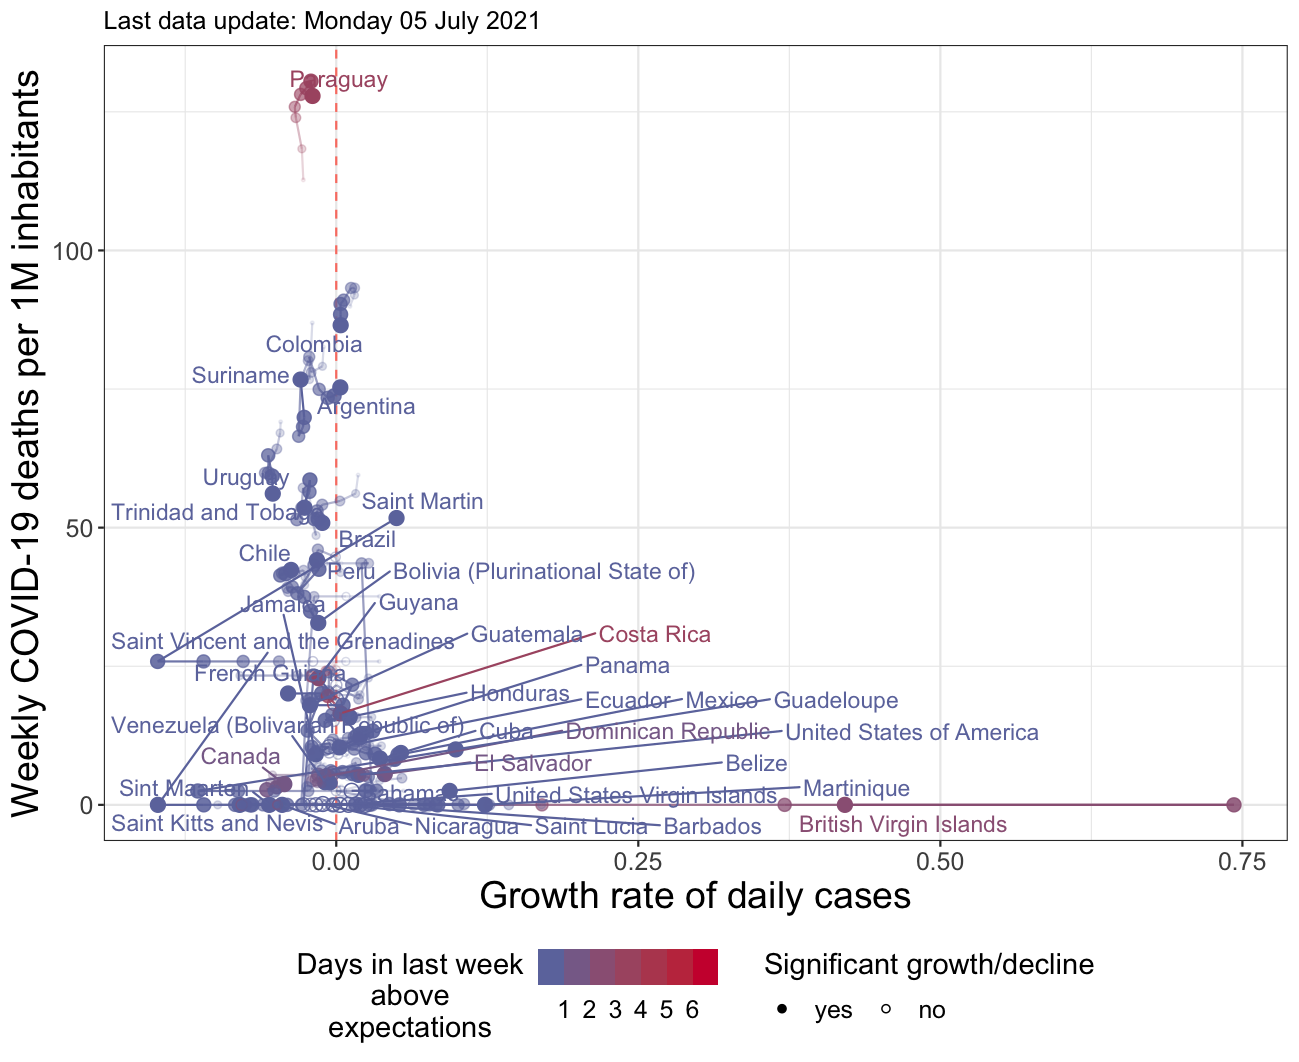 Last data update: Monday 05 July 2021
Weekly COVID-19 deaths per 1M inhabitants
Paraguay
100
Colombia
Suriname
Argentina
Uruguay
Saint Martin
Trinidad and Tobago
50
Brazil
Chile
Peru
Bolivia (Plurinational State of)
Jamaica
Guyana
Guatemala
Costa Rica
Saint Vincent and the Grenadines
Panama
French Guiana
Honduras
Ecuador
Mexico
Guadeloupe
Venezuela (Bolivarian Republic of)
Cuba
Dominican Republic
United States of America
Canada
El Salvador
Belize
Sint Maarten
Bahamas
United States Virgin Islands
Martinique
0
Saint Kitts and Nevis
Aruba
Nicaragua
Saint Lucia
Barbados
British Virgin Islands
0.00 0.25 0.50 0.75
Growth rate of daily cases
Days in last week
above
expectations
1 2 3 4 5 6
Significant growth/decline
yes no